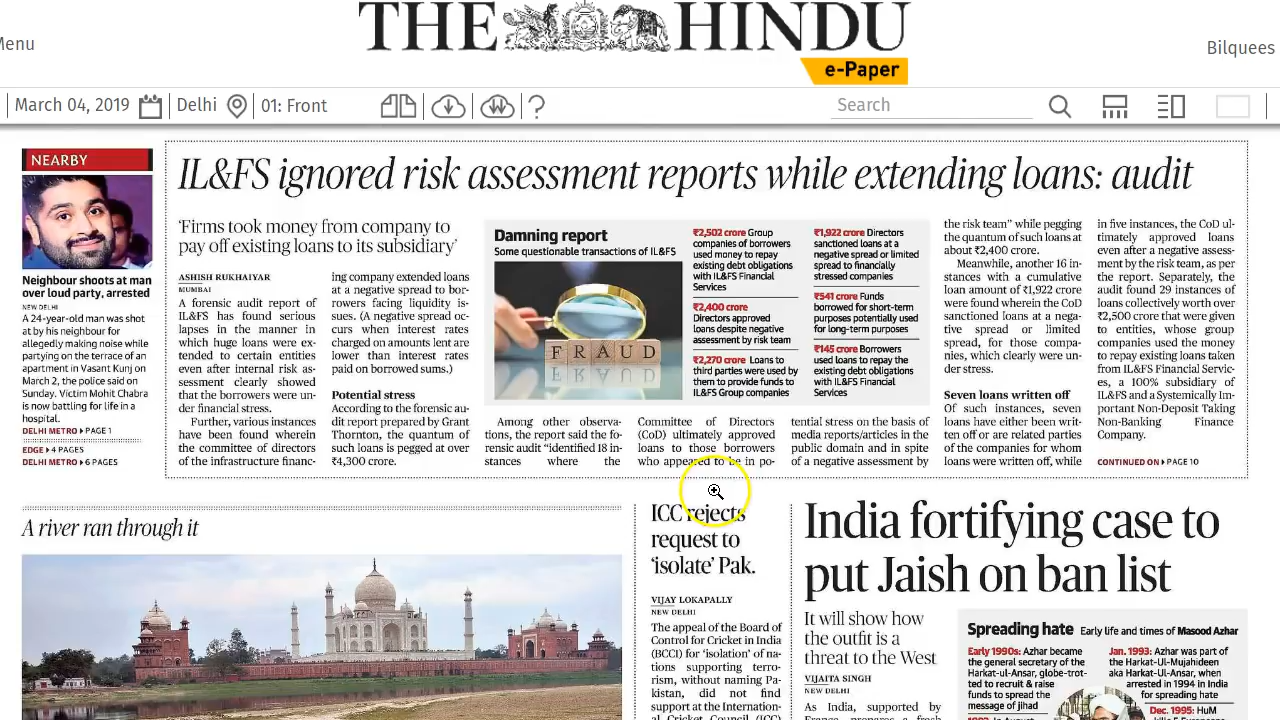 THE HINDU
e-Paper
Menu
Bilquees
March 04, 2019
Delhi
01: Front
?
Search
NEARBY
Neighbour shoots at man
over loud party, arrested
NEW DELHI
A 24-year-old man was shot
at by his neighbour for
allegedly making noise while
partying on the terrace of an
apartment in Vasant Kunj on
March 2, the police said on
Sunday. Victim Mohit Chabra
is now battling for life in a
hospital.
DELHI METRO ▸ PAGE 1
EDGE ▸ 4 PAGES
DELHI METRO ▸ 6 PAGES
IL&FS ignored risk assessment reports while extending loans: audit
‘Firms took money from company to
pay off existing loans to its subsidiary’
ASHISH RUKHAIYAR
MUMBAI
A forensic audit report of
IL&FS has found serious
lapses in the manner in
which huge loans were ex-
tended to certain entities
even after internal risk as-
sessment clearly showed
that the borrowers were un-
der financial stress.
Further, various instances
have been found wherein
the committee of directors
of the infrastructure financ-
ing company extended loans
at a negative spread to bor-
rowers facing liquidity is-
sues. (A negative spread oc-
curs when interest rates
charged on amounts lent are
lower than interest rates
paid on borrowed sums.)
Potential stress
According to the forensic au-
dit report prepared by Grant
Thornton, the quantum of
such loans is pegged at over
₹4,300 crore.
Damning report
Some questionable transactions of IL&FS
FRAUD
₹2,502 crore Group
companies of borrowers
used money to repay
existing debt obligations
with IL&FS Financial
Services
₹2,400 crore
Directors approved
loans despite negative
assessment by risk team
₹2,270 crore Loans to
third parties were used by
them to provide funds to
IL&FS Group companies
₹1,922 crore Directors
sanctioned loans at a
negative spread or limited
spread to financially
stressed companies
₹541 crore Funds
borrowed for short-term
purposes potentially used
for long-term purposes
₹145 crore Borrowers
used loans to repay the
existing debt obligations
with IL&FS Financial
Services
Among other observa-
tions, the report said the fo-
rensic audit “identified 18 in-
stances where the
Committee of Directors
(CoD) ultimately approved
loans to those borrowers
who appeared to be in po-
tential stress on the basis of
media reports/articles in the
public domain and in spite
of a negative assessment by
the risk team” while pegging
the quantum of such loans at
about ₹2,400 crore.
Meanwhile, another 16 in-
stances with a cumulative
loan amount of ₹1,922 crore
were found wherein the CoD
sanctioned loans at a nega-
tive spread or limited
spread, for those compa-
nies, which clearly were un-
der stress.
Seven loans written off
Of such instances, seven
loans have either been writ-
ten off or are related parties
of the companies for whom
loans were written off, while
in five instances, the CoD ul-
timately approved loans
even after a negative assess-
ment by the risk team, as per
the report. Separately, the
audit found 29 instances of
loans collectively worth over
₹2,500 crore that were given
to entities, whose group
companies used the money
to repay existing loans taken
from IL&FS Financial Servic-
es, a 100% subsidiary of
IL&FS and a Systemically Im-
portant Non-Deposit Taking
Non-Banking Finance
Company.
CONTINUED ON ▸ PAGE 10
A river ran through it
ICC rejects
request to
‘isolate’ Pak.
VIJAY LOKAPALLY
NEW DELHI
The appeal of the Board of
Control for Cricket in India
(BCCI) for ‘isolation’ of na-
tions supporting terro-
rism, without naming Pa-
kistan, did not find
support at the Internation-
al Cricket Council (ICC)
India fortifying case to
put Jaish on ban list
It will show how
the outfit is a
threat to the West
VIJAITA SINGH
NEW DELHI
As India, supported by
France, prepares a fresh
Spreading hate Early life and times of Masood Azhar
Early 1990s: Azhar became
the general secretary of the
Harkat-ul-Ansar, globe-trot-
ted to recruit & raise
funds to spread the
message of jihad
Jan. 1993: Azhar was part of
the Harkat-Ul-Mujahideen
aka Harkat-ul-Ansar, when
arrested in 1994 in India
for spreading hate
Dec. 1995: HuM